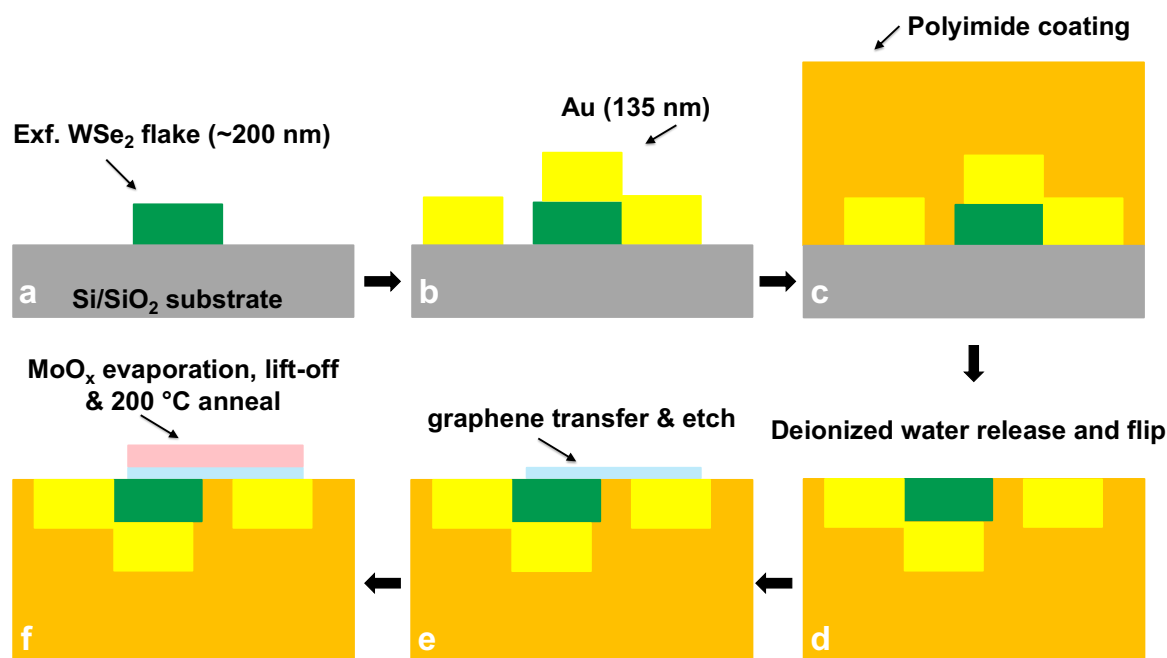 Exf. WSe₂ flake (~200 nm)
a
Si/SiO₂ substrate
Au (135 nm)
b
Polyimide coating
c
Deionized water release and flip
d
graphene transfer & etch
e
MoOₓ evaporation, lift-off
& 200 °C anneal
f